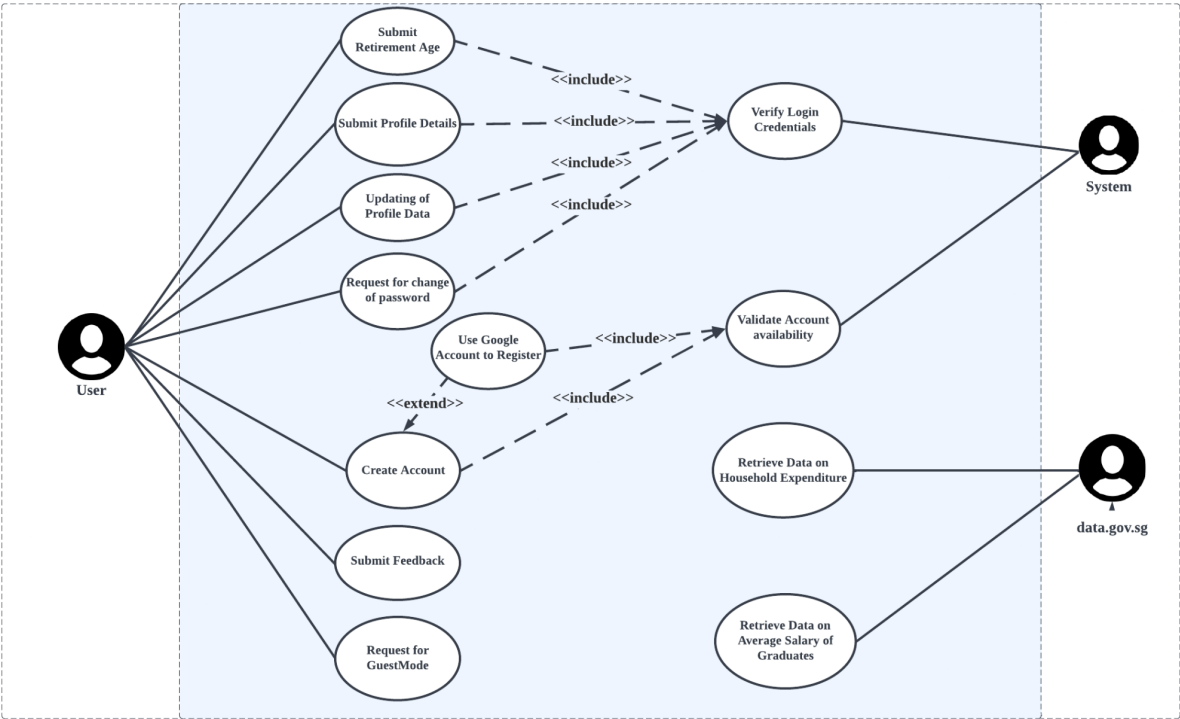 Submit
Retirement Age
<<include>>
Submit Profile Details
<<include>>
Verify Login
Credentials
<<include>>
System
Updating of
Profile Data
<<include>>
Request for change
of password
Use Google
Account to Register
<<include>>
Validate Account
availability
User
<<extend>>
<<include>>
Create Account
Retrieve Data on
Household Expenditure
data.gov.sg
Submit Feedback
Request for
GuestMode
Retrieve Data on
Average Salary of
Graduates